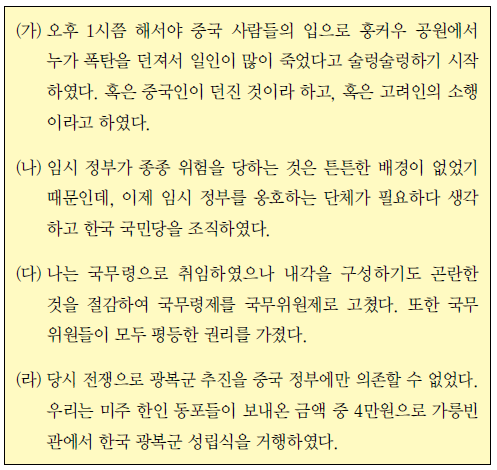 (가) 오후 1시쯤 해서야 중국 사람들의 입으로 훙커우 공원에서
누가 폭탄을 던져서 일인이 많이 죽었다고 술렁술렁하기 시작
하였다. 혹은 중국인이 던진 것이라 하고, 혹은 고려인의 소행
이라고 하였다.
(나) 임시 정부가 종종 위험을 당하는 것은 튼튼한 배경이 없었기
때문인데, 이제 임시 정부를 옹호하는 단체가 필요하다 생각
하고 한국 국민당을 조직하였다.
(다) 나는 국무령으로 취임하였으나 내각을 구성하기도 곤란한
것을 절감하여 국무령제를 국무위원제로 고쳤다. 또한 국무
위원들이 모두 평등한 권리를 가졌다.
(라) 당시 전쟁으로 광복군 추진을 중국 정부에만 의존할 수 없었다.
우리는 미주 한인 동포들이 보내온 금액 중 4만원으로 가릉빈
관에서 한국 광복군 성립식을 거행하였다.